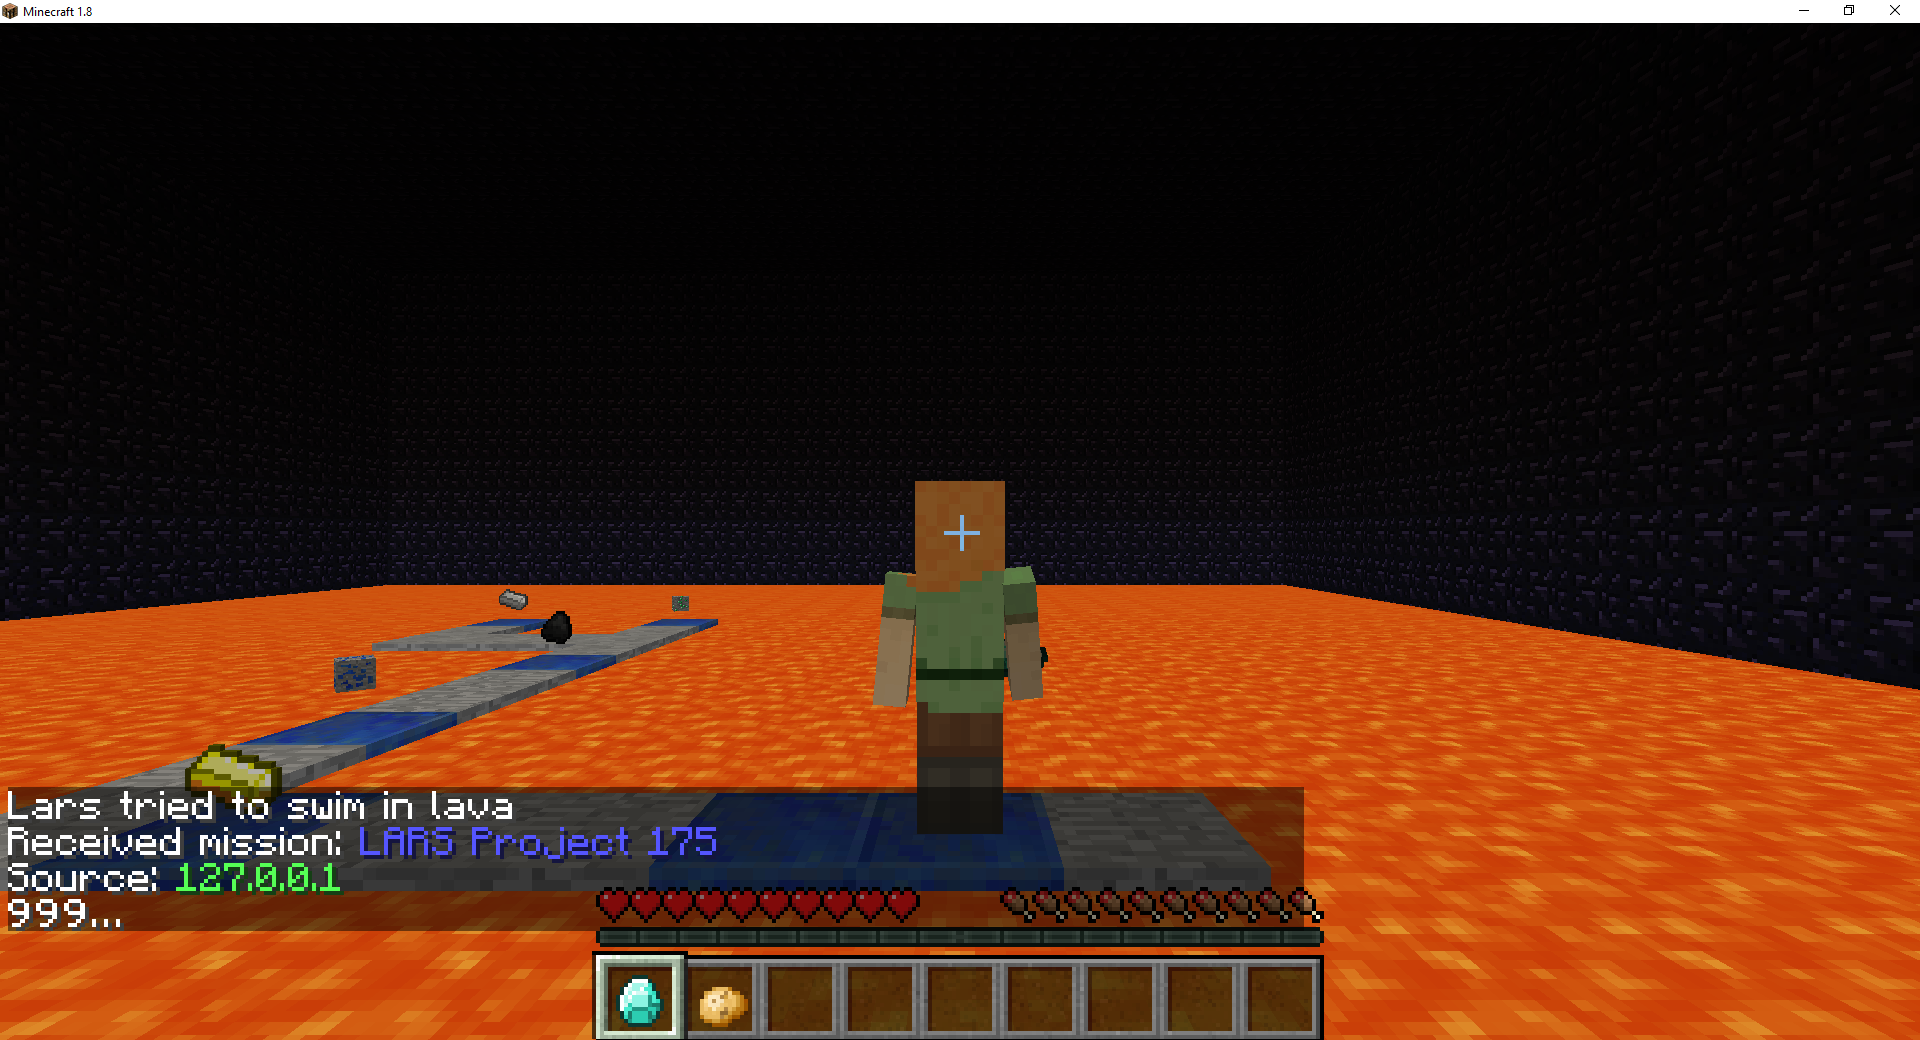 Minecraft 1.8
Lars tried to swim in lava
Received mission: LARS Project 175
Source: 127.0.0.1
999...